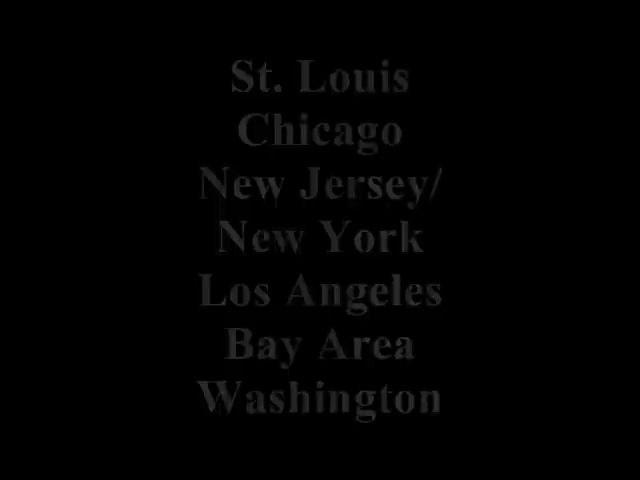 St. Louis
Chicago
New Jersey/
New York
Los Angeles
Bay Area
Washington